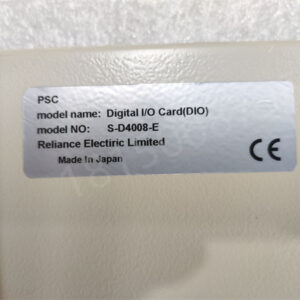 PSC
model name: Digital I/O Card(DIO)
model NO: S-D4008-E
Reliance Electric Limited
Made In Japan
CE